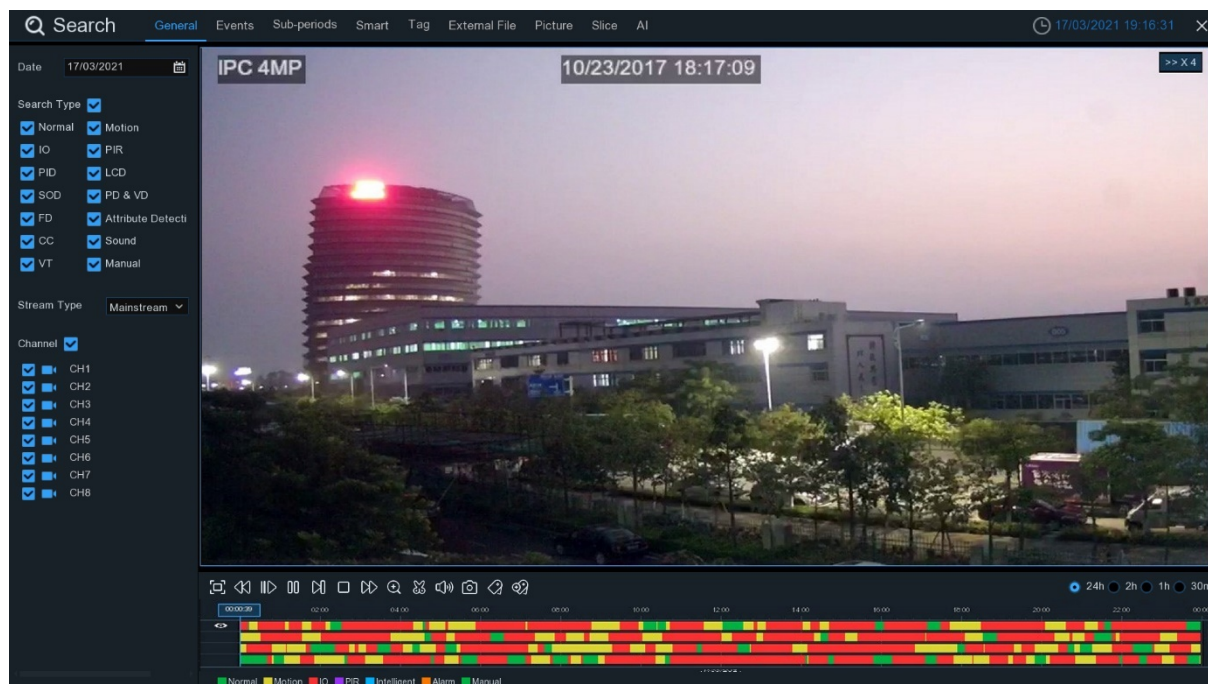 Search General Events Sub-periods Smart Tag External File Picture Slice AI 17/03/2021 19:16:31
Date 17/03/2021
IPC 4MP 10/23/2017 18:17:09 >> X 4
Search Type
Normal Motion
IO PIR
PID LCD
SOD PD & VD
FD Attribute Detecti
CC Sound
VT Manual
Stream Type Mainstream
Channel
CH1
CH2
CH3
CH4
CH5
CH6
CH7
CH8
24h 2h 1h 30m
00:00:39 02:00 04:00 06:00 08:00 10:00 12:00 14:00 16:00 18:00 20:00 22:00 00:00
Normal Motion IO PIR Intelligent Alarm Manual